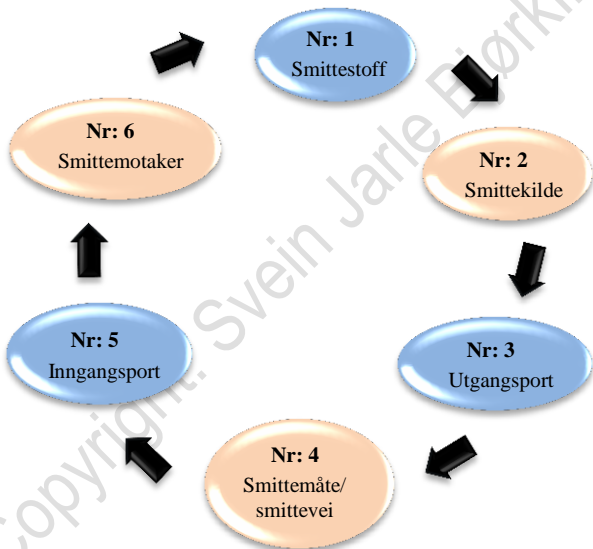 Nr: 1
Smittestoff
Nr: 2
Smittekilde
Nr: 3
Utgangsport
Nr: 4
Smittemåte/
smittevei
Nr: 5
Inngangsport
Nr: 6
Smittemotaker
Copyright: Svein Jarle